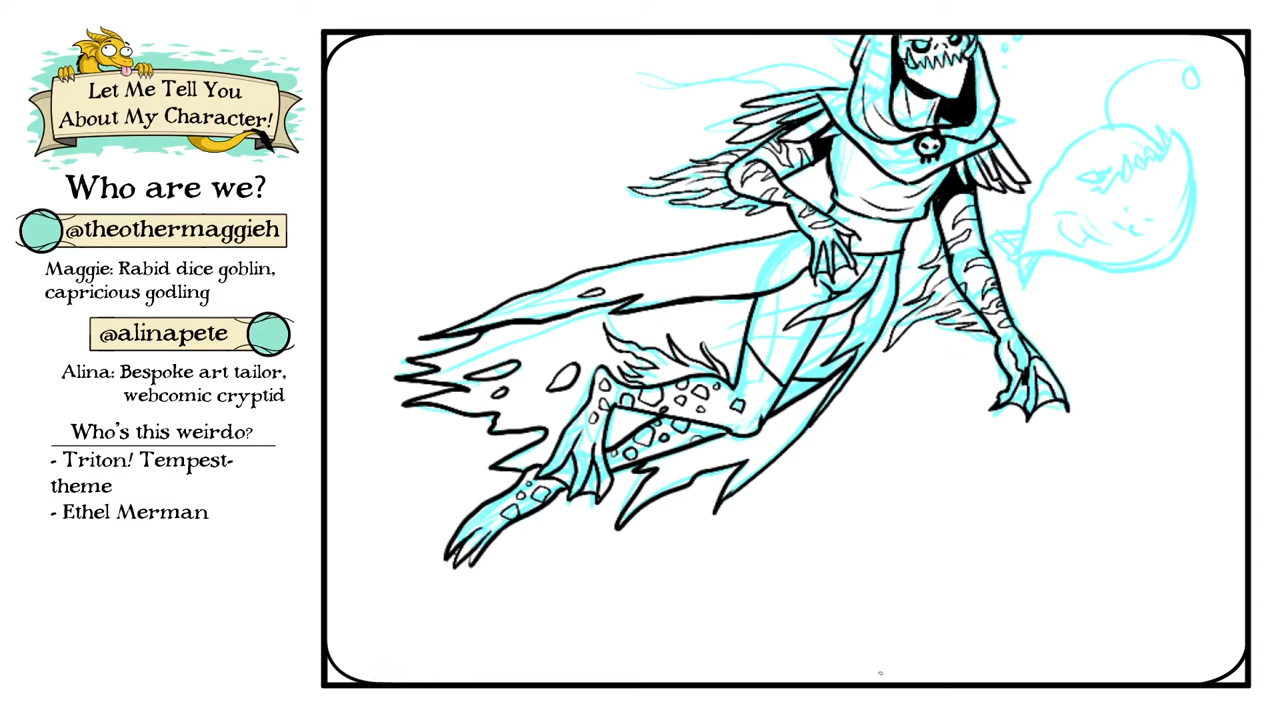 Let Me Tell You
About My Character!
Who are we?
@theothermaggieh
Maggie: Rabid dice goblin,
capricious godling
@alinapete
Alina: Bespoke art tailor,
webcomic cryptid
Who's this weirdo?
- Triton! Tempest-
theme
- Ethel Merman